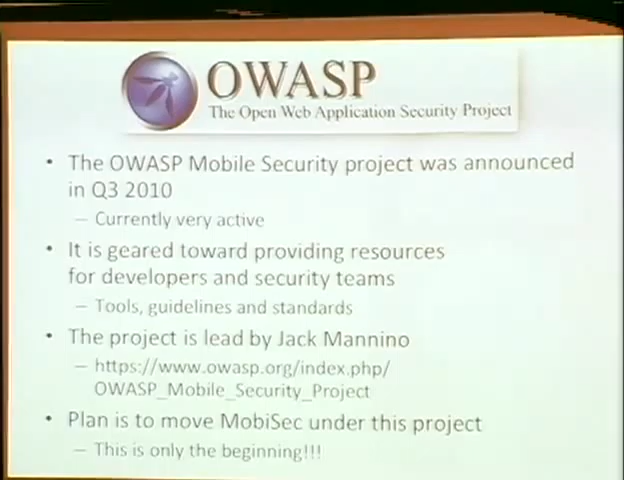 OWASP
The Open Web Application Security Project
• The OWASP Mobile Security project was announced
in Q3 2010
– Currently very active
• It is geared toward providing resources
for developers and security teams
– Tools, guidelines and standards
• The project is lead by Jack Mannino
– https://www.owasp.org/index.php/
OWASP_Mobile_Security_Project
• Plan is to move MobiSec under this project
– This is only the beginning!!!